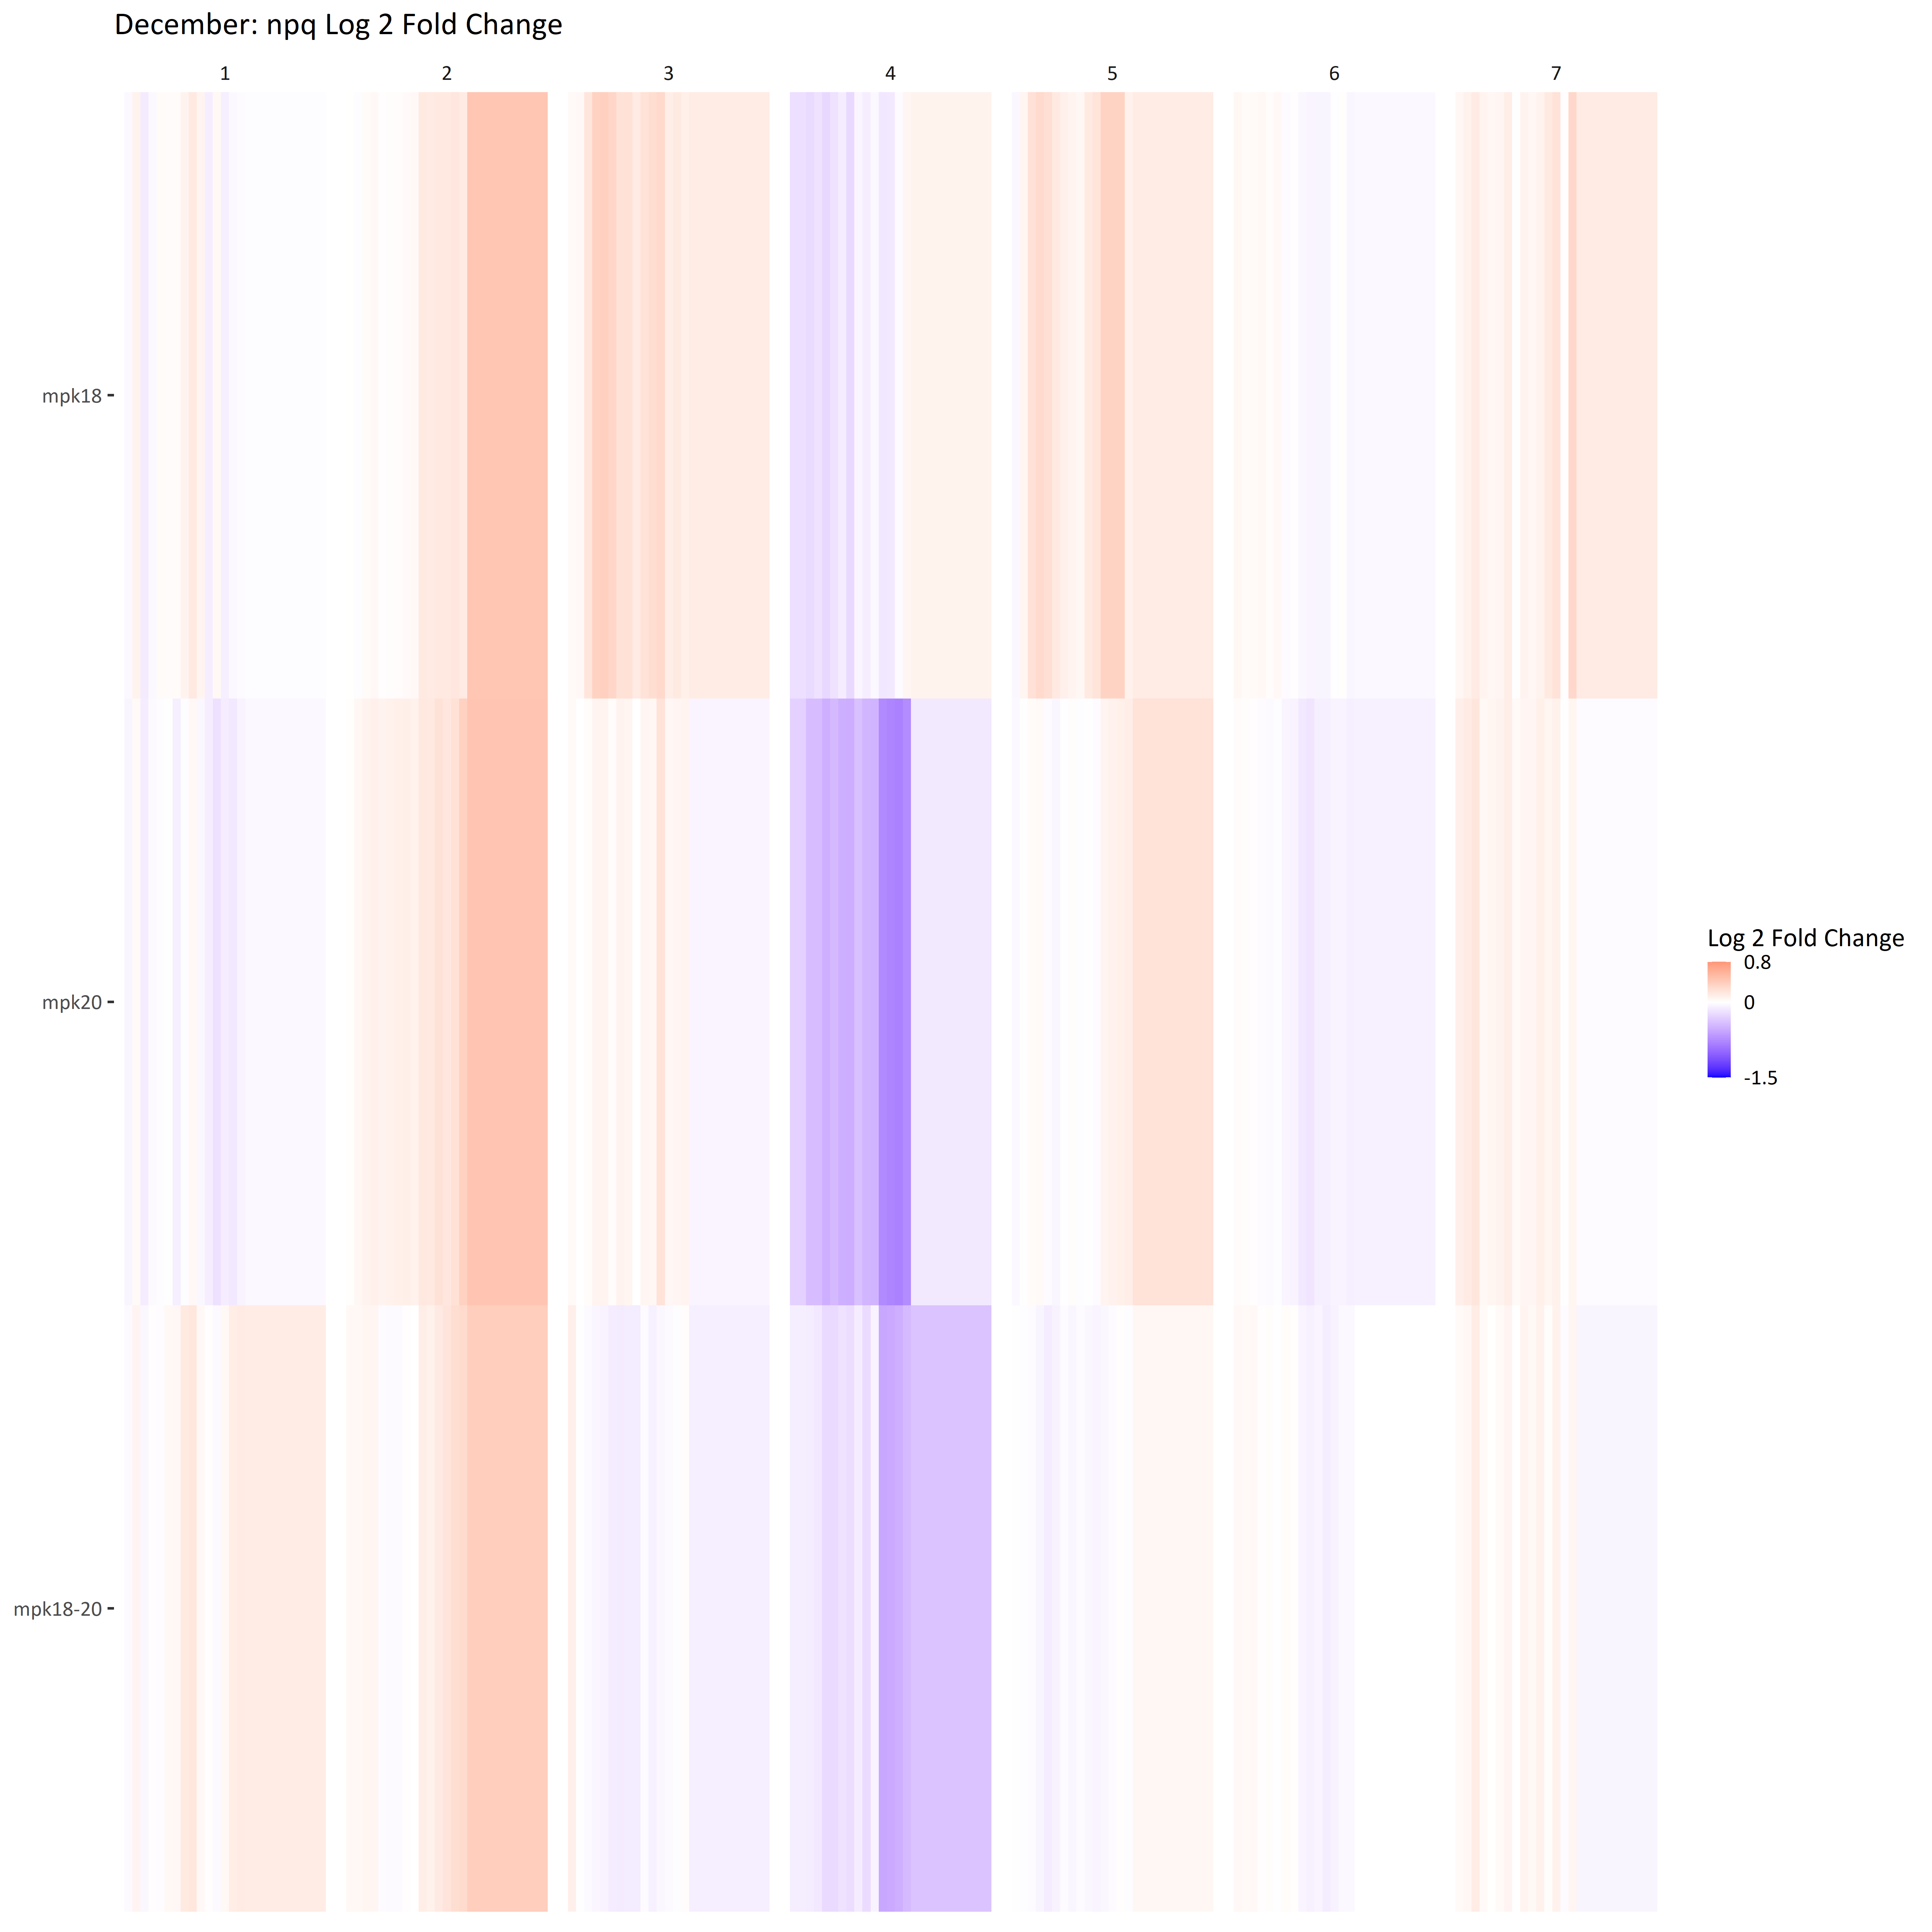 December: npq Log 2 Fold Change
1 2 3 4 5 6 7
mpk18
mpk20
mpk18-20
Log 2 Fold Change
0.8
0
-1.5